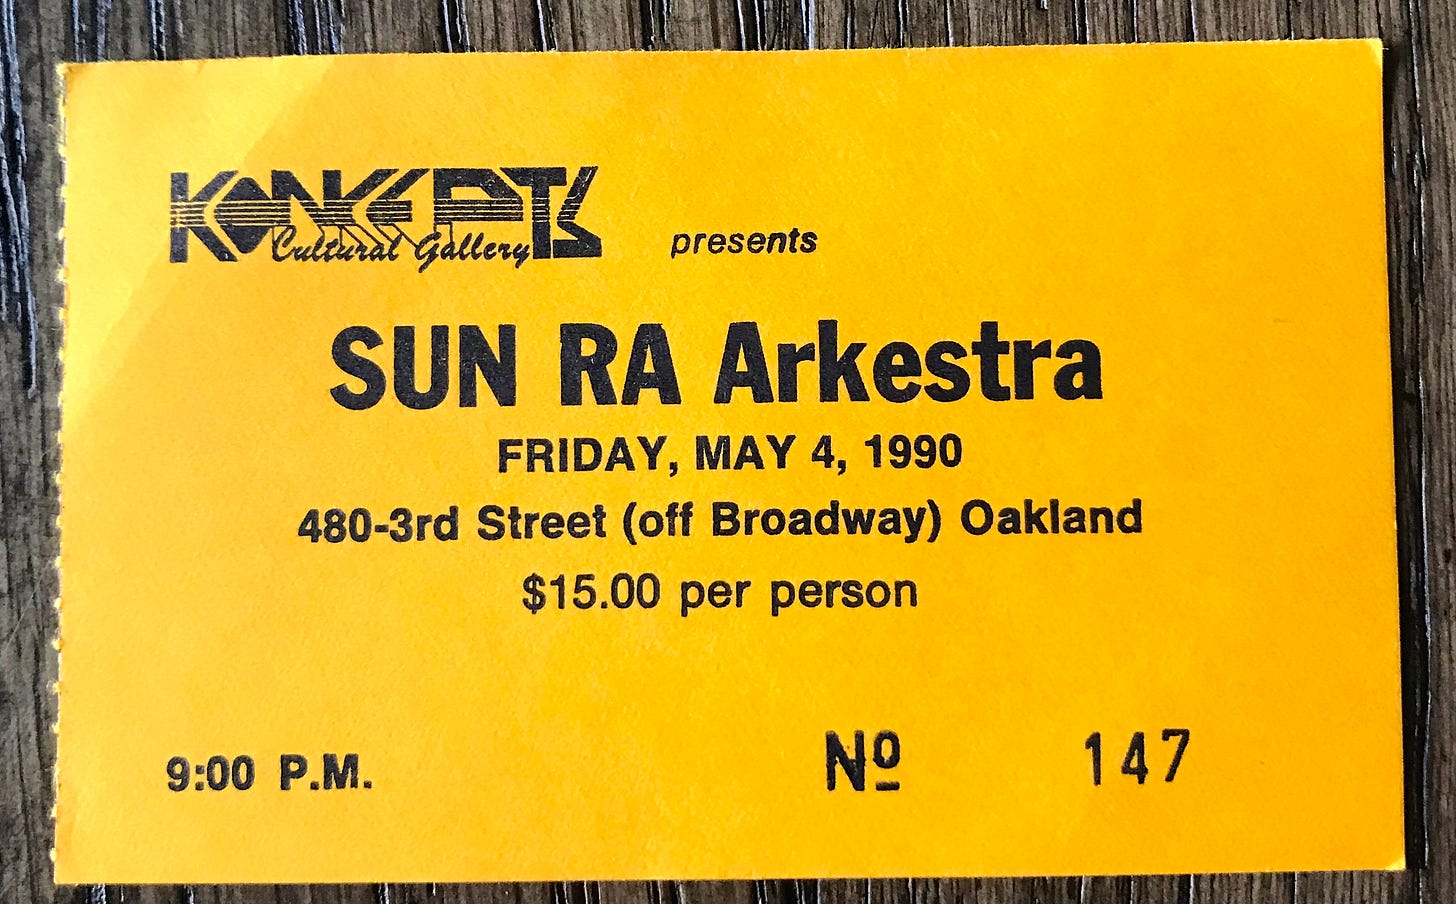 KONCEPTS
Cultural Gallery
presents
SUN RA Arkestra
FRIDAY, MAY 4, 1990
480-3rd Street (off Broadway) Oakland
$15.00 per person
9:00 P.M. Nº 147